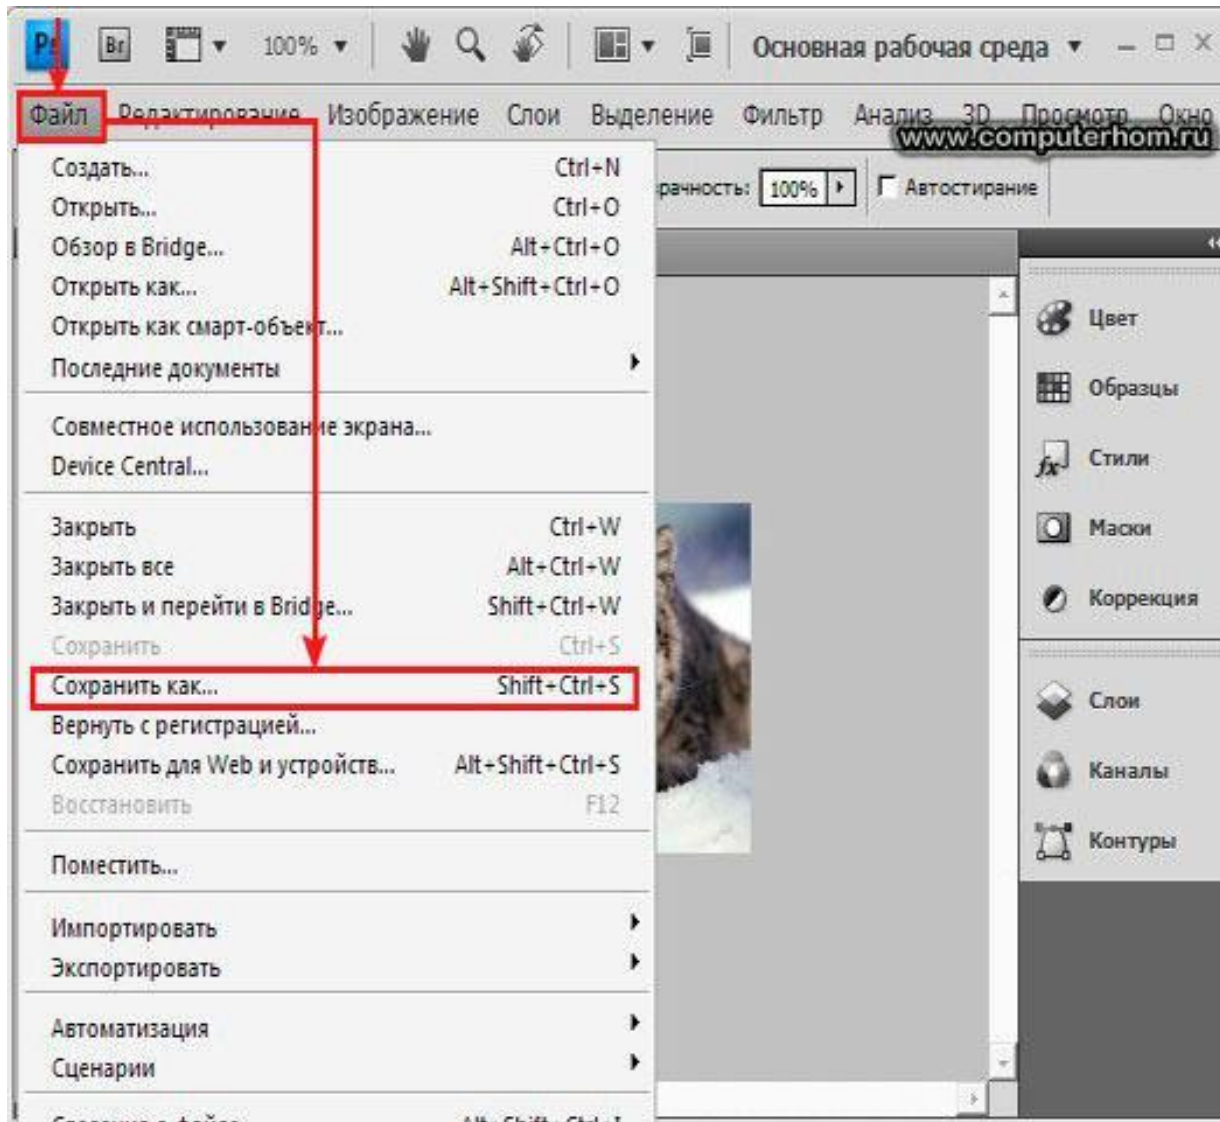 Ps Br 100% Основная рабочая среда
Файл Редактирование Изображение Слои Выделение Фильтр Анализ 3D Просмотр Окно
www.computerhom.ru
100% Автостирание
Создать... Ctrl+N
Открыть... Ctrl+O
Обзор в Bridge... Alt+Ctrl+O
Открыть как... Alt+Shift+Ctrl+O
Открыть как смарт-объект...
Последние документы
Совместное использование экрана...
Device Central...
Закрыть Ctrl+W
Закрыть все Alt+Ctrl+W
Закрыть и перейти в Bridge... Shift+Ctrl+W
Сохранить Ctrl+S
Сохранить как... Shift+Ctrl+S
Вернуть с регистрацией...
Сохранить для Web и устройств... Alt+Shift+Ctrl+S
Восстановить F12
Поместить...
Импортировать
Экспортировать
Автоматизация
Сценарии
Цвет
Образцы
fx Стили
Маски
Коррекция
Слои
Каналы
Контуры